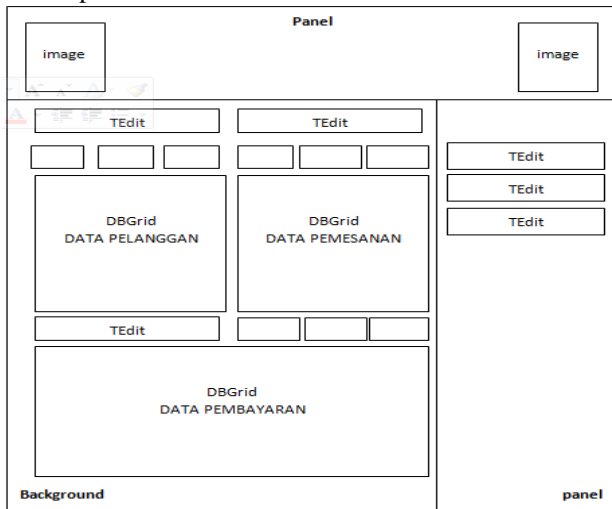 Panel
image
image
TEdit
TEdit
TEdit
TEdit
TEdit
DBGrid
DATA PELANGGAN
DBGrid
DATA PEMESANAN
TEdit
DBGrid
DATA PEMBAYARAN
Background
panel